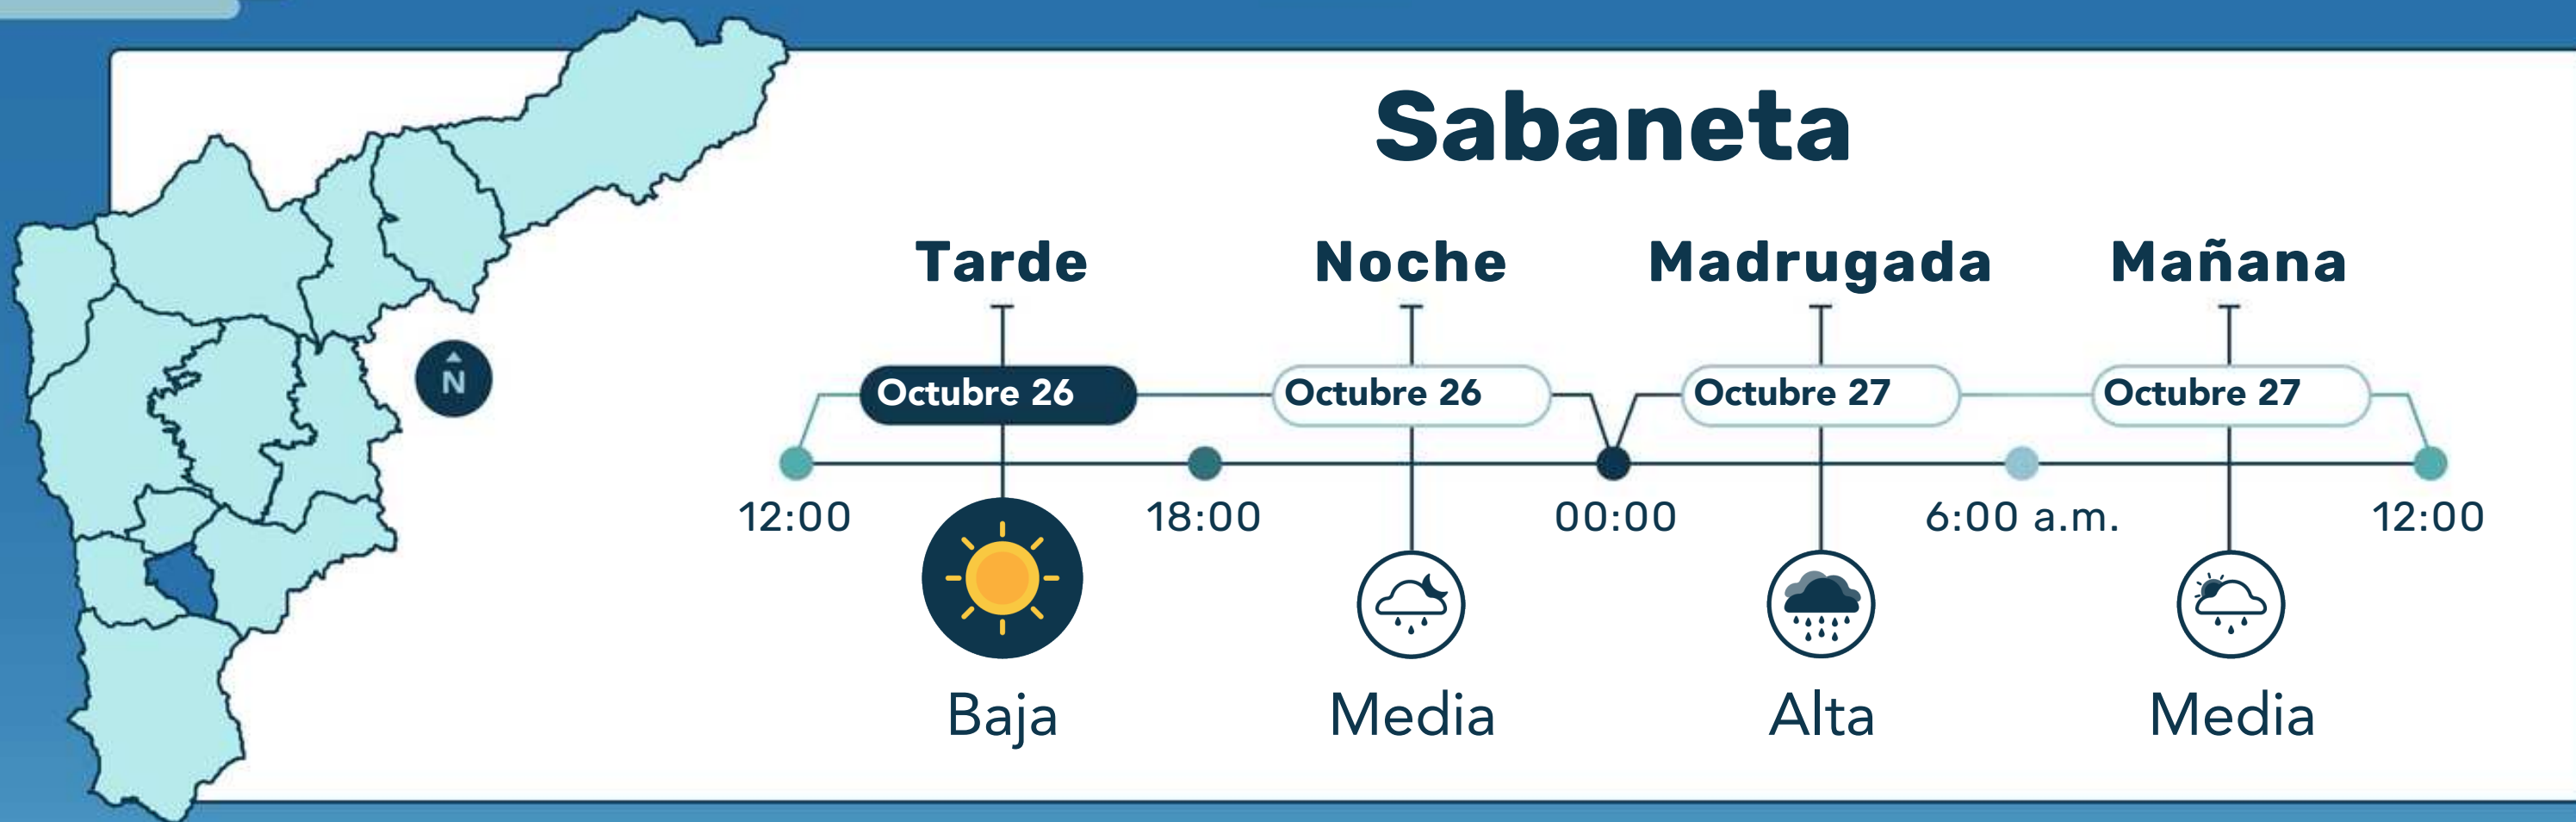 Sabaneta
Tarde Noche Madrugada Mañana
N
Octubre 26 Octubre 26 Octubre 27 Octubre 27
12:00 18:00 00:00 6:00 a.m. 12:00
Baja Media Alta Media